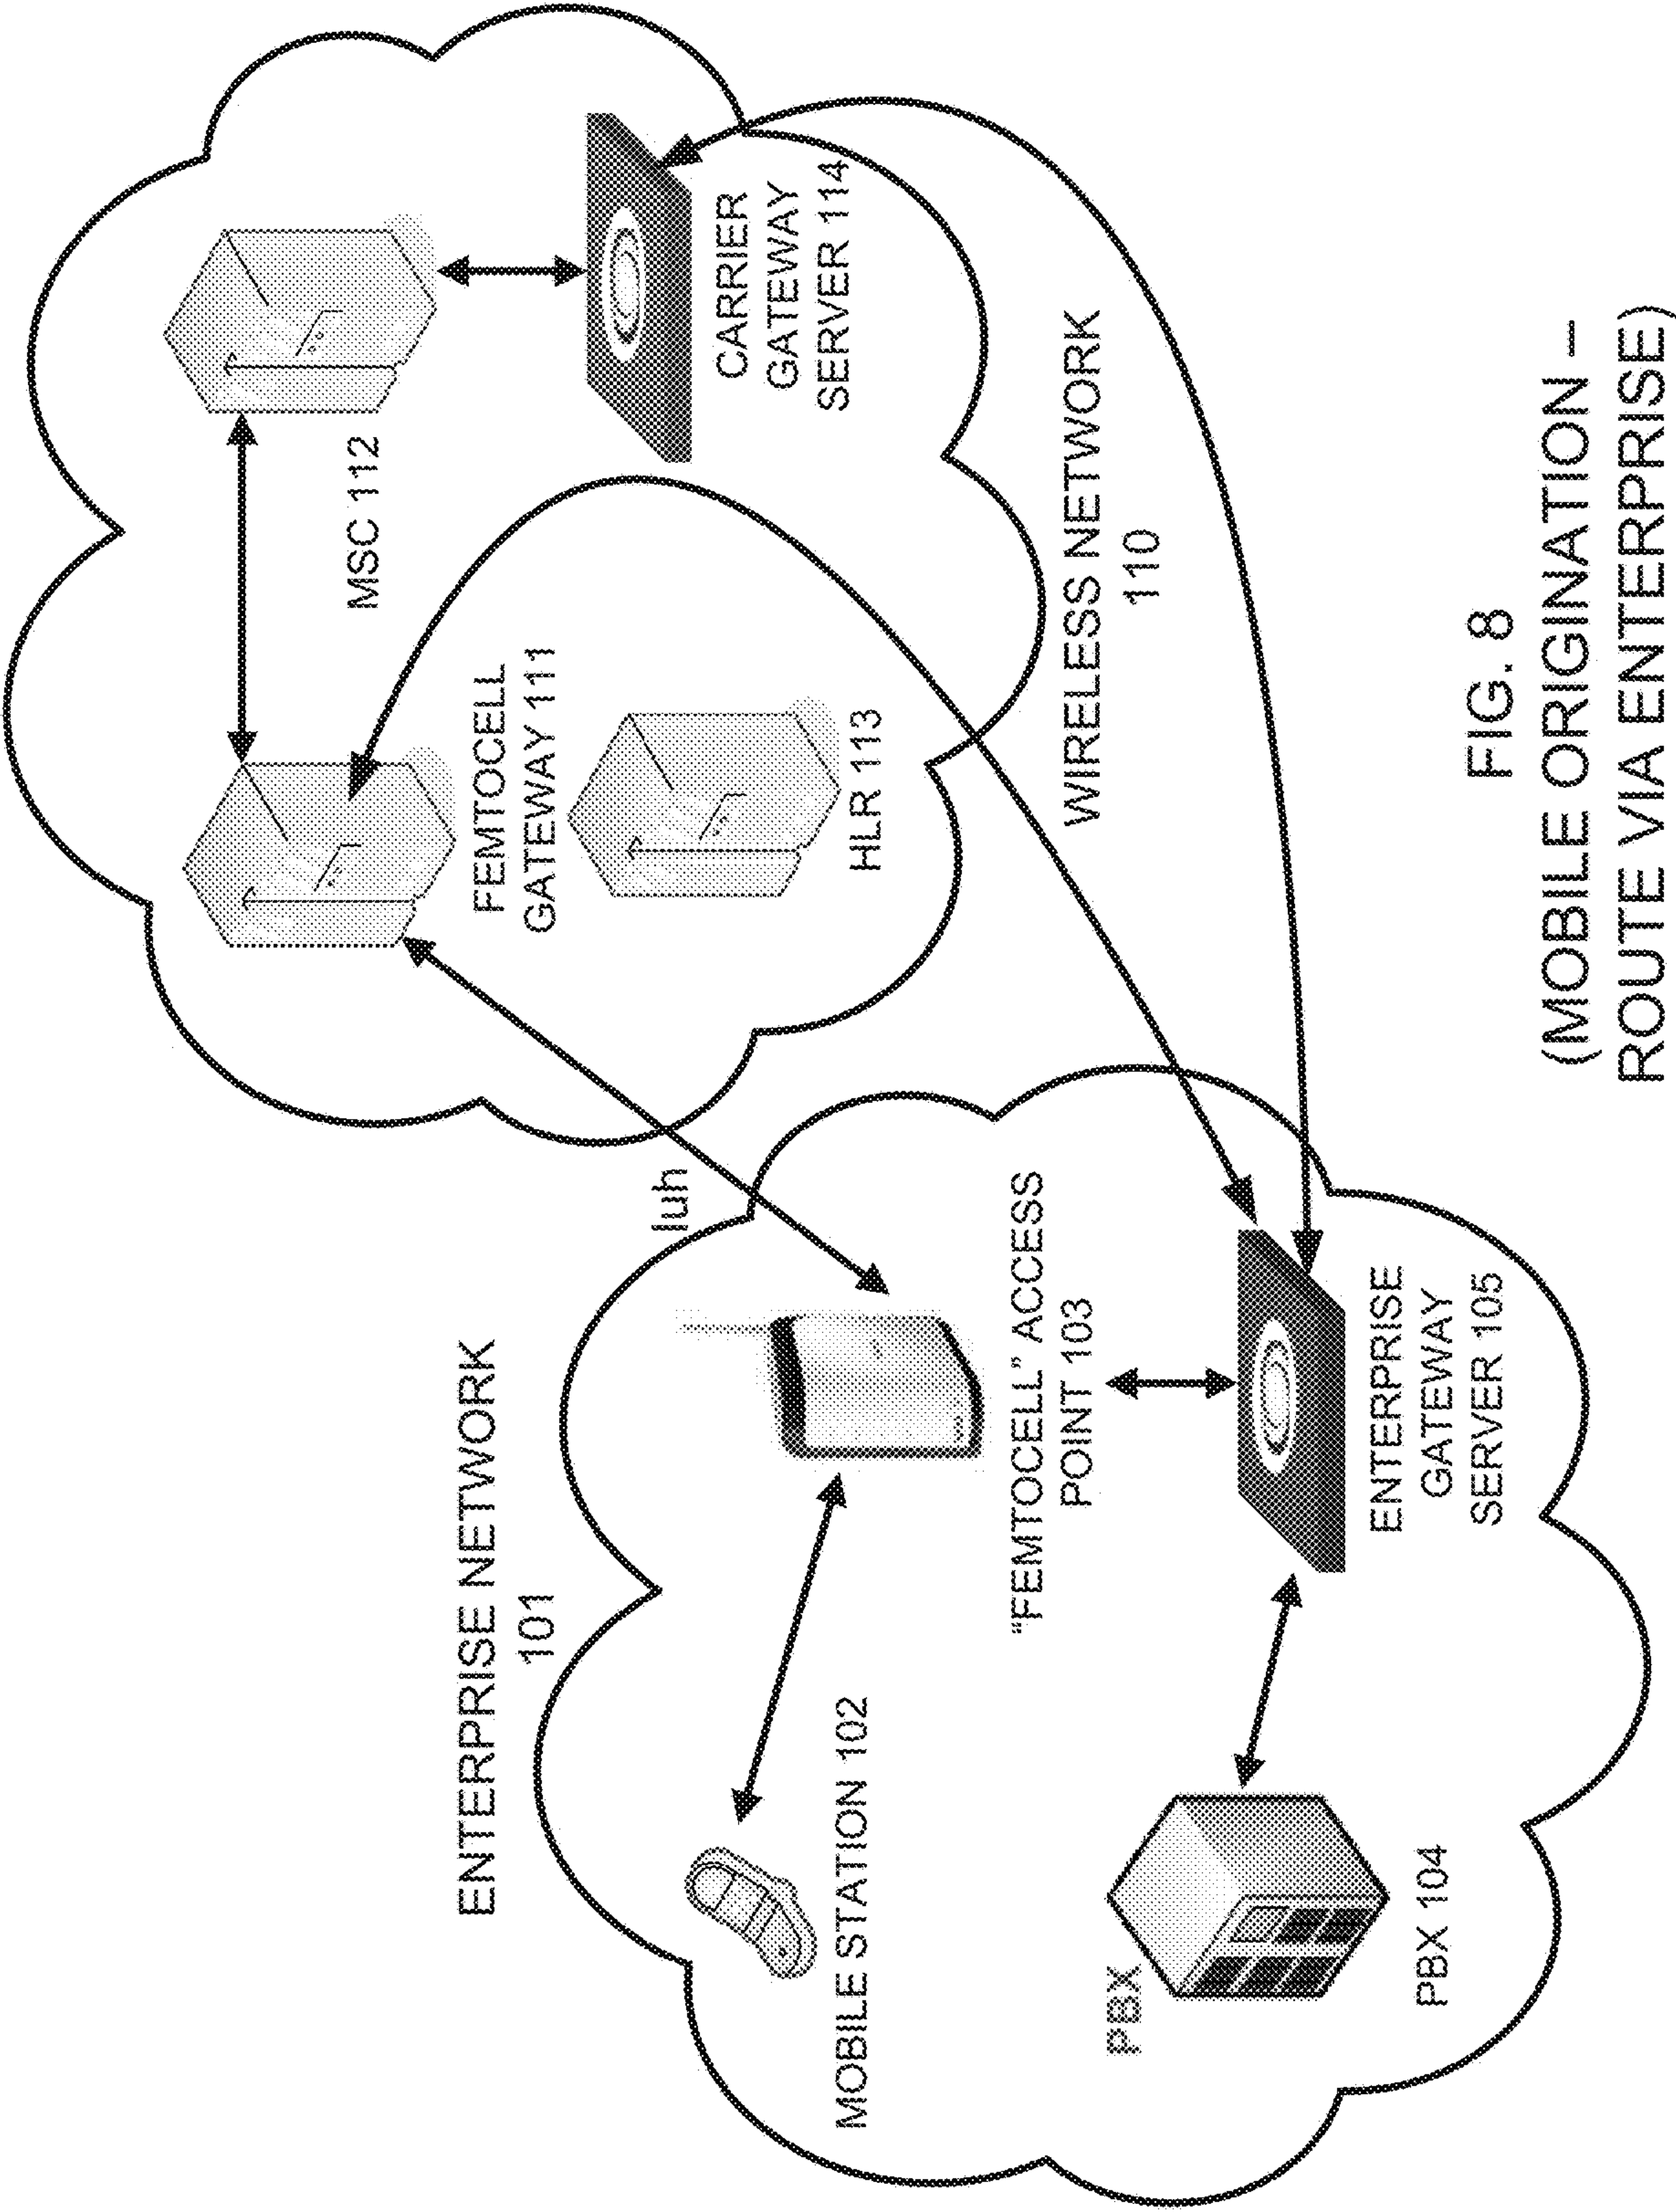 ENTERPRISE NETWORK
101
MOBILE STATION 102
"FEMTOCELL" ACCESS
POINT 103
PBX
PBX 104
ENTERPRISE
GATEWAY
SERVER 105
Iuh
MSC 112
FEMTOCELL
GATEWAY 111
HLR 113
CARRIER
GATEWAY
SERVER 114
WIRELESS NETWORK
110
FIG. 8
(MOBILE ORIGINATION –
ROUTE VIA ENTERPRISE)